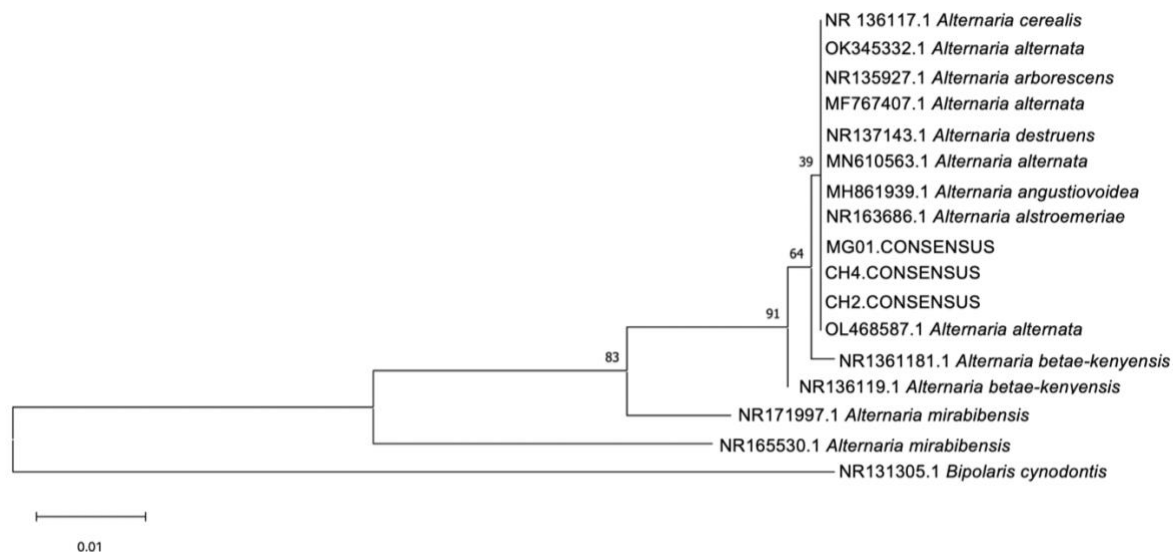 NR 136117.1 Alternaria cerealis
OK345332.1 Alternaria alternata
NR135927.1 Alternaria arborescens
MF767407.1 Alternaria alternata
NR137143.1 Alternaria destruens
39
MN610563.1 Alternaria alternata
MH861939.1 Alternaria angustiovoidea
NR163686.1 Alternaria alstroemeriae
64
MG01.CONSENSUS
CH4.CONSENSUS
CH2.CONSENSUS
91
OL468587.1 Alternaria alternata
83
NR1361181.1 Alternaria betae-kenyensis
NR136119.1 Alternaria betae-kenyensis
NR171997.1 Alternaria mirabibensis
NR165530.1 Alternaria mirabibensis
NR131305.1 Bipolaris cynodontis
0.01